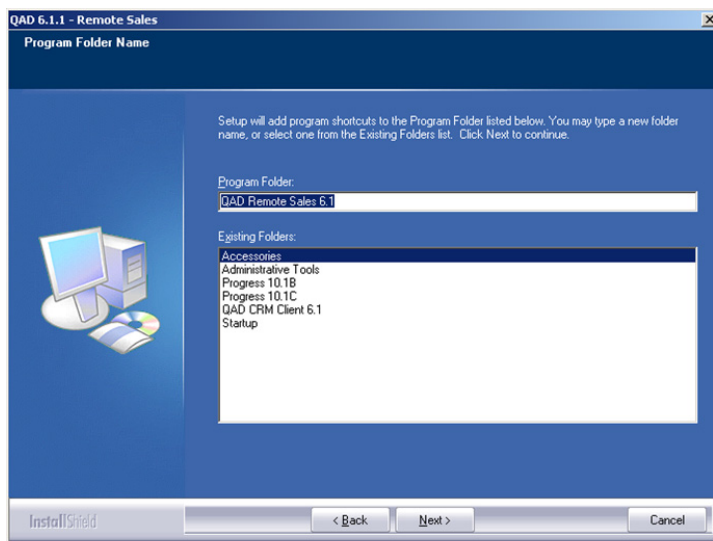 QAD 6.1.1 - Remote Sales
Program Folder Name
Setup will add program shortcuts to the Program Folder listed below. You may type a new folder
name, or select one from the Existing Folders list. Click Next to continue.
Program Folder:
QAD Remote Sales 6.1
Existing Folders:
Accessories
Administrative Tools
Progress 10.1B
Progress 10.1C
QAD CRM Client 6.1
Startup
InstallShield
< Back
Next >
Cancel